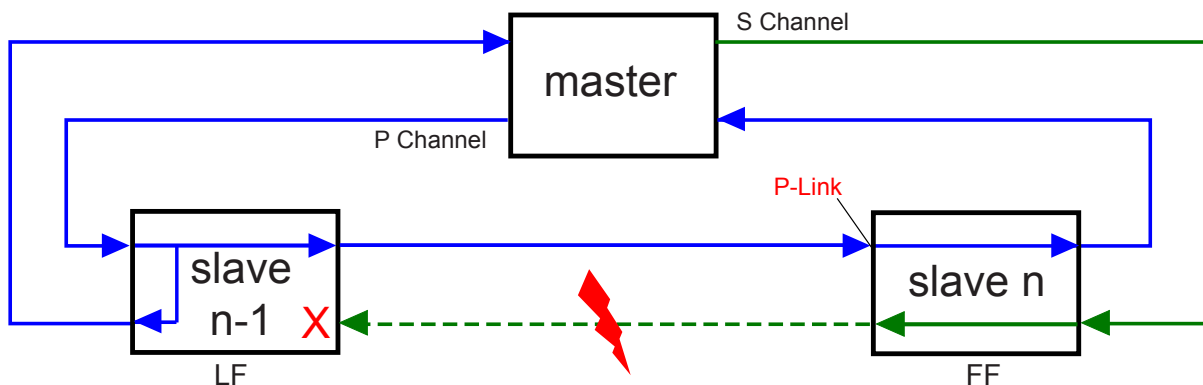 S Channel
master
P Channel
P-Link
slave
n-1
X
slave n
LF
FF